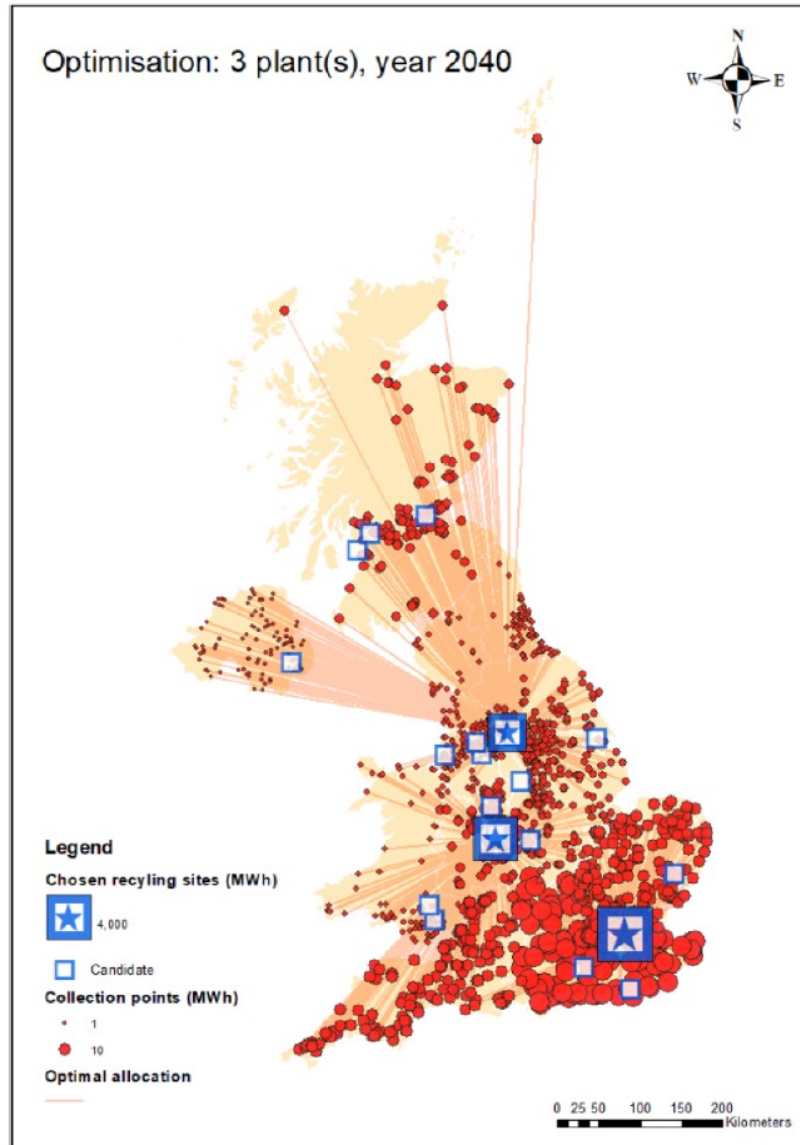 Optimisation: 3 plant(s), year 2040
N
W E
S
Legend
Chosen recyling sites (MWh)
4,000
Candidate
Collection points (MWh)
1
10
Optimal allocation
0 25 50 100 150 200
Kilometers